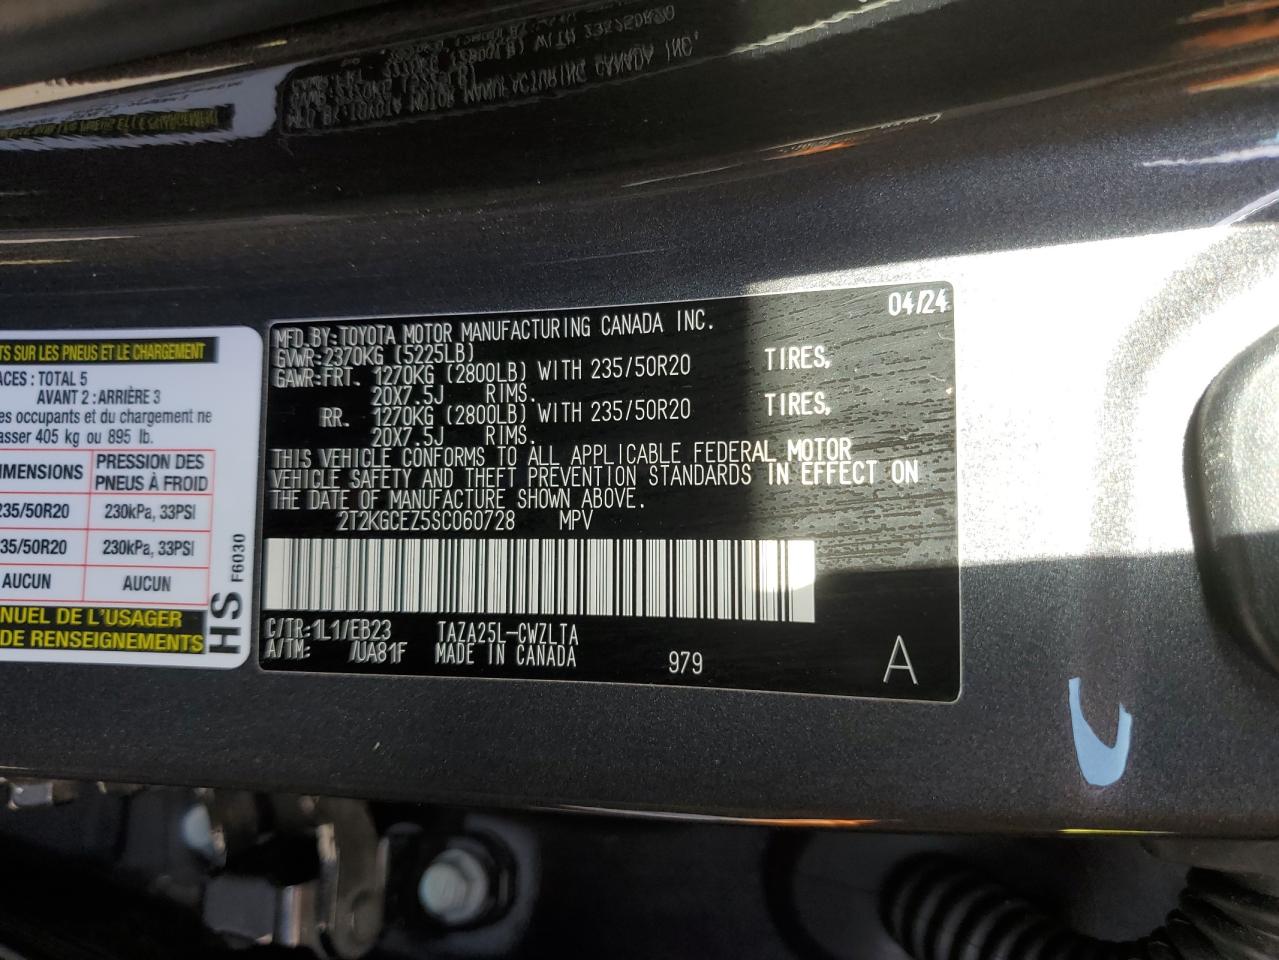 TS SUR LES PNEUS ET LE CHARGEMENT
ACES : TOTAL 5
AVANT 2 : ARRIÈRE 3
es occupants et du chargement ne
asser 405 kg ou 895 lb.
MENSIONS PRESSION DES PNEUS À FROID
235/50R20 230kPa, 33PSI
35/50R20 230kPa, 33PSI
AUCUN AUCUN
NUEL DE L'USAGER
DE RENSEIGNEMENTS
HS F6030
04/24
MFD.BY:TOYOTA MOTOR MANUFACTURING CANADA INC.
GVWR:2370KG (5225LB)
GAWR:FRT. 1270KG (2800LB) WITH 235/50R20 TIRES,
20X7.5J RIMS.
RR. 1270KG (2800LB) WITH 235/50R20 TIRES,
20X7.5J RIMS.
THIS VEHICLE CONFORMS TO ALL APPLICABLE FEDERAL MOTOR
VEHICLE SAFETY AND THEFT PREVENTION STANDARDS IN EFFECT ON
THE DATE OF MANUFACTURE SHOWN ABOVE.
2T2KGCEZ5SC060728 MPV
C/TR:1L1/EB23 TAZA25L-CWZLTA
A/TM: /UA81F MADE IN CANADA 979 A